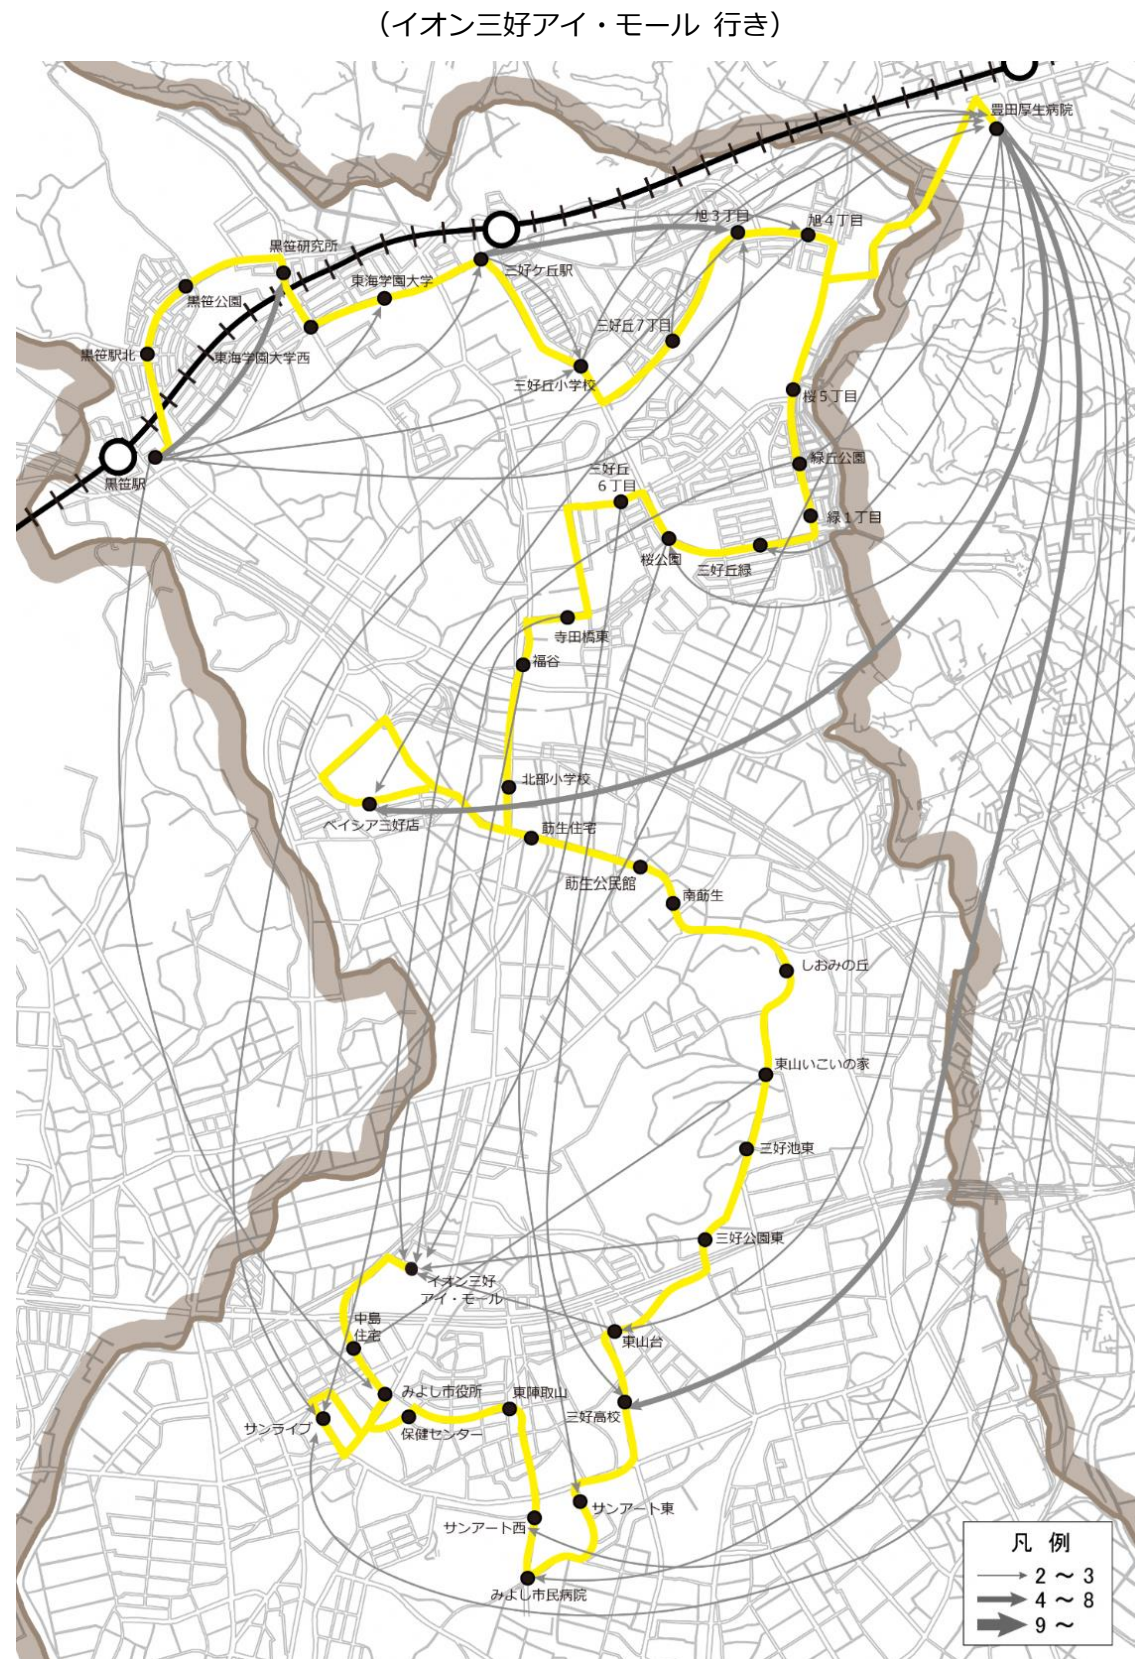 （イオン三好アイ・モール 行き）
豊田厚生病院
旭３丁目
旭４丁目
黒笹研究所
三好ケ丘駅
東海学園大学
黒笹公園
三好丘７丁目
黒笹駅北
東海学園大学西
三好丘小学校
桜５丁目
緑丘公園
三好丘
６丁目
黒笹駅
緑１丁目
桜公園
三好丘緑
寺田橋東
福谷
北部小学校
ベイシア三好店
莇生住宅
莇生公民館
南莇生
しおみの丘
東山いこいの家
三好池東
三好公園東
イオン三好
アイ・モール
中島
住宅
東山台
みよし市役所
東陣取山
三好高校
サンライブ
保健センター
サンアート東
サンアート西
みよし市民病院
凡 例
２～３
４～８
９～